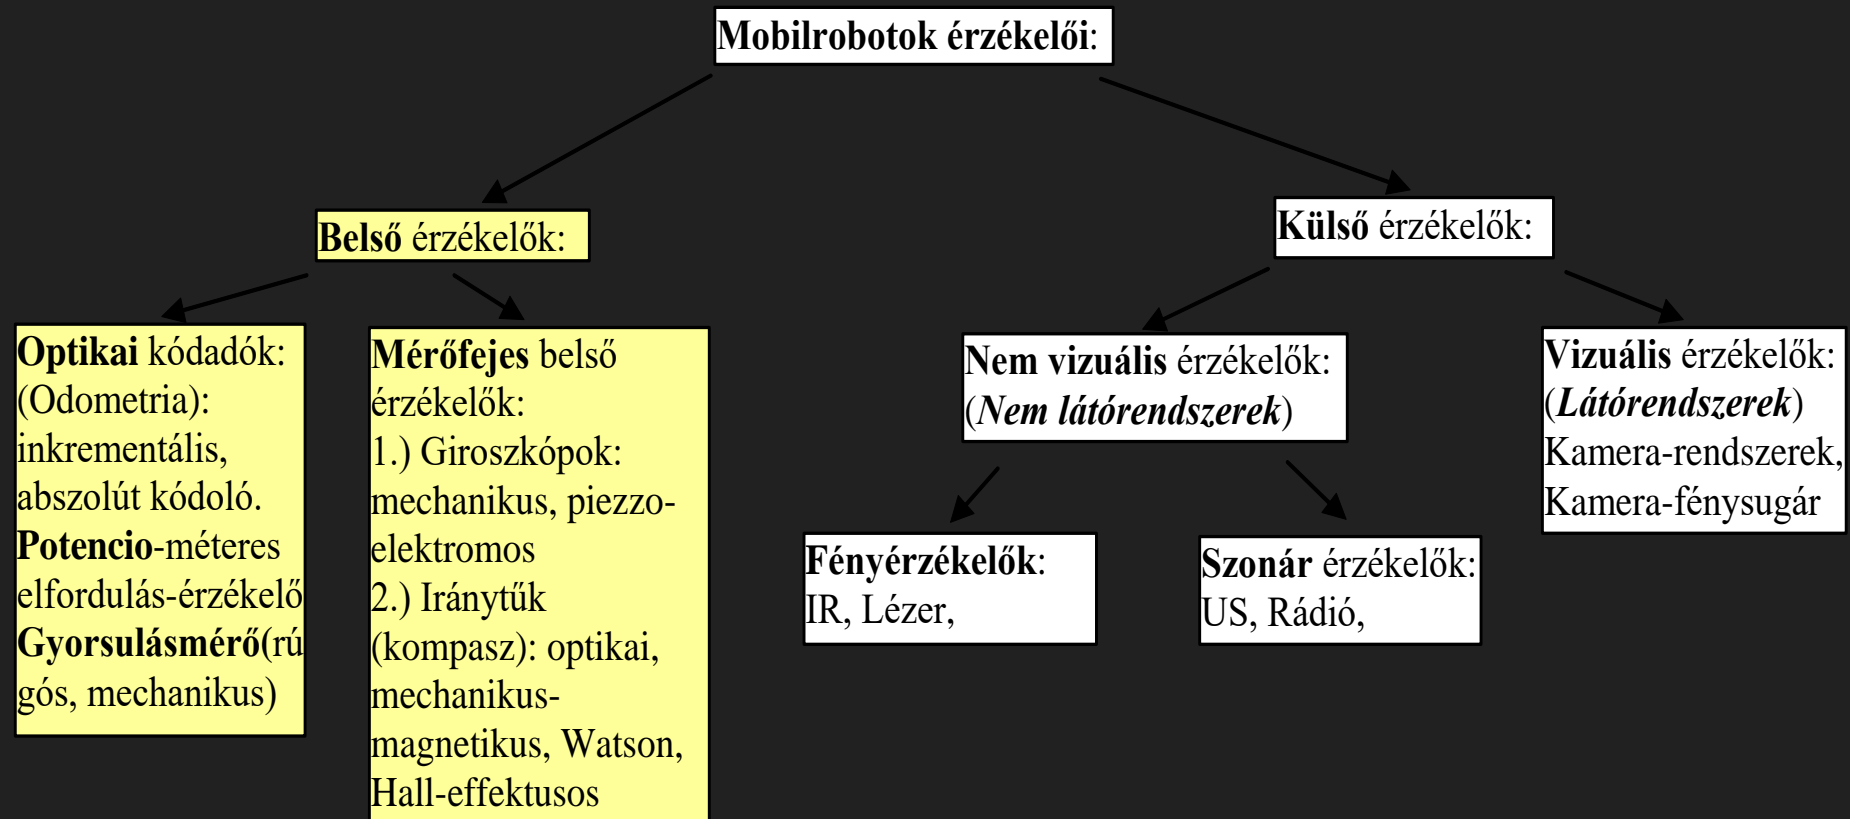 Mobilrobotok érzékelői:
Belső érzékelők:
Külső érzékelők:
Optikai kódadók:
(Odometria):
inkrementális,
abszolút kódoló.
Potencio-méteres
elfordulás-érzékelő
Gyorsulásmérő(rú
gós, mechanikus)
Mérőfejes belső
érzékelők:
1.) Giroszkópok:
mechanikus, piezzo-
elektromos
2.) Iránytűk
(kompasz): optikai,
mechanikus-
magnetikus, Watson,
Hall-effektusos
Nem vizuális érzékelők:
(Nem látórendszerek)
Vizuális érzékelők:
(Látórendszerek)
Kamera-rendszerek,
Kamera-fénysugár
Fényérzékelők:
IR, Lézer,
Szonár érzékelők:
US, Rádió,